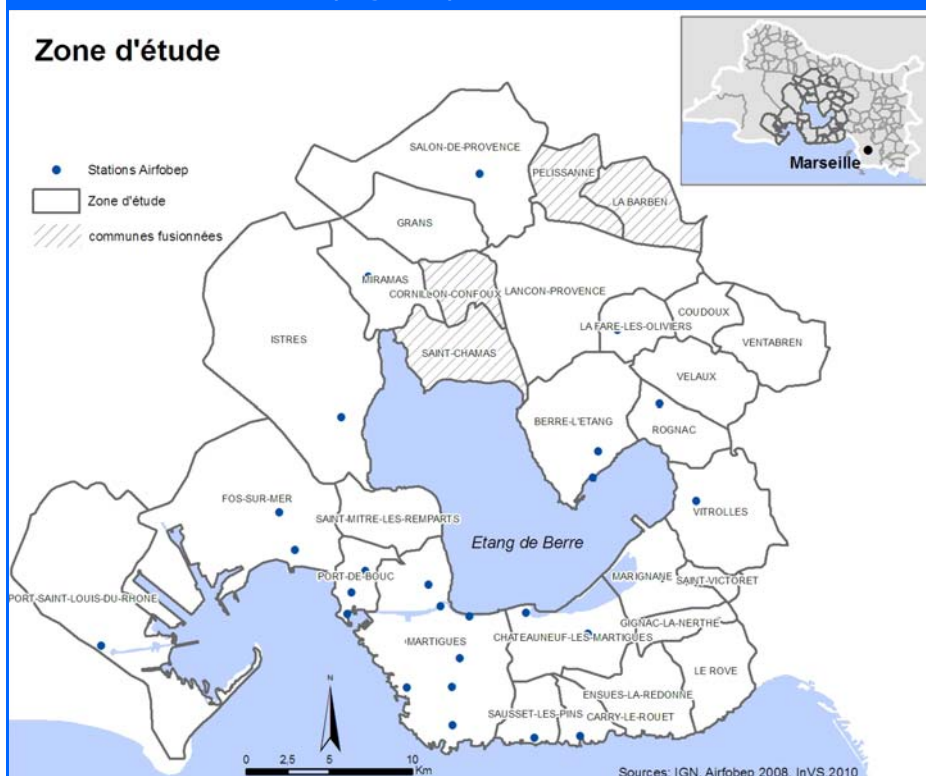 Zone d'étude
Marseille
Stations Airfobep
Zone d'étude
communes fusionnées
SALON-DE-PROVENCE
PELISSANNE
LA BARBEN
GRANS
MIRAMAS
CORNILLON-CONFOUX
LANCON-PROVENCE
COUDOUX
LA FARE-LES-OLIVIERS
ISTRES
VENTABREN
SAINT-CHAMAS
VELAUX
BERRE-L'ETANG
ROGNAC
FOS-SUR-MER
VITROLLES
SAINT-MITRE-LES-REMPARTS
Etang de Berre
PORT-DE-BOUC
MARIGNANE
SAINT-VICTORET
PORT-SAINT-LOUIS-DU-RHONE
GIGNAC-LA-NERTHE
MARTIGUES
CHATEAUNEUF-LES-MARTIGUES
LE ROVE
N
ENSUES-LA-REDONNE
SAUSSET-LES-PINS
CARRY-LE-ROUET
0 2,5 5 10
Km
Sources: IGN, Airfobep 2008, InVS 2010